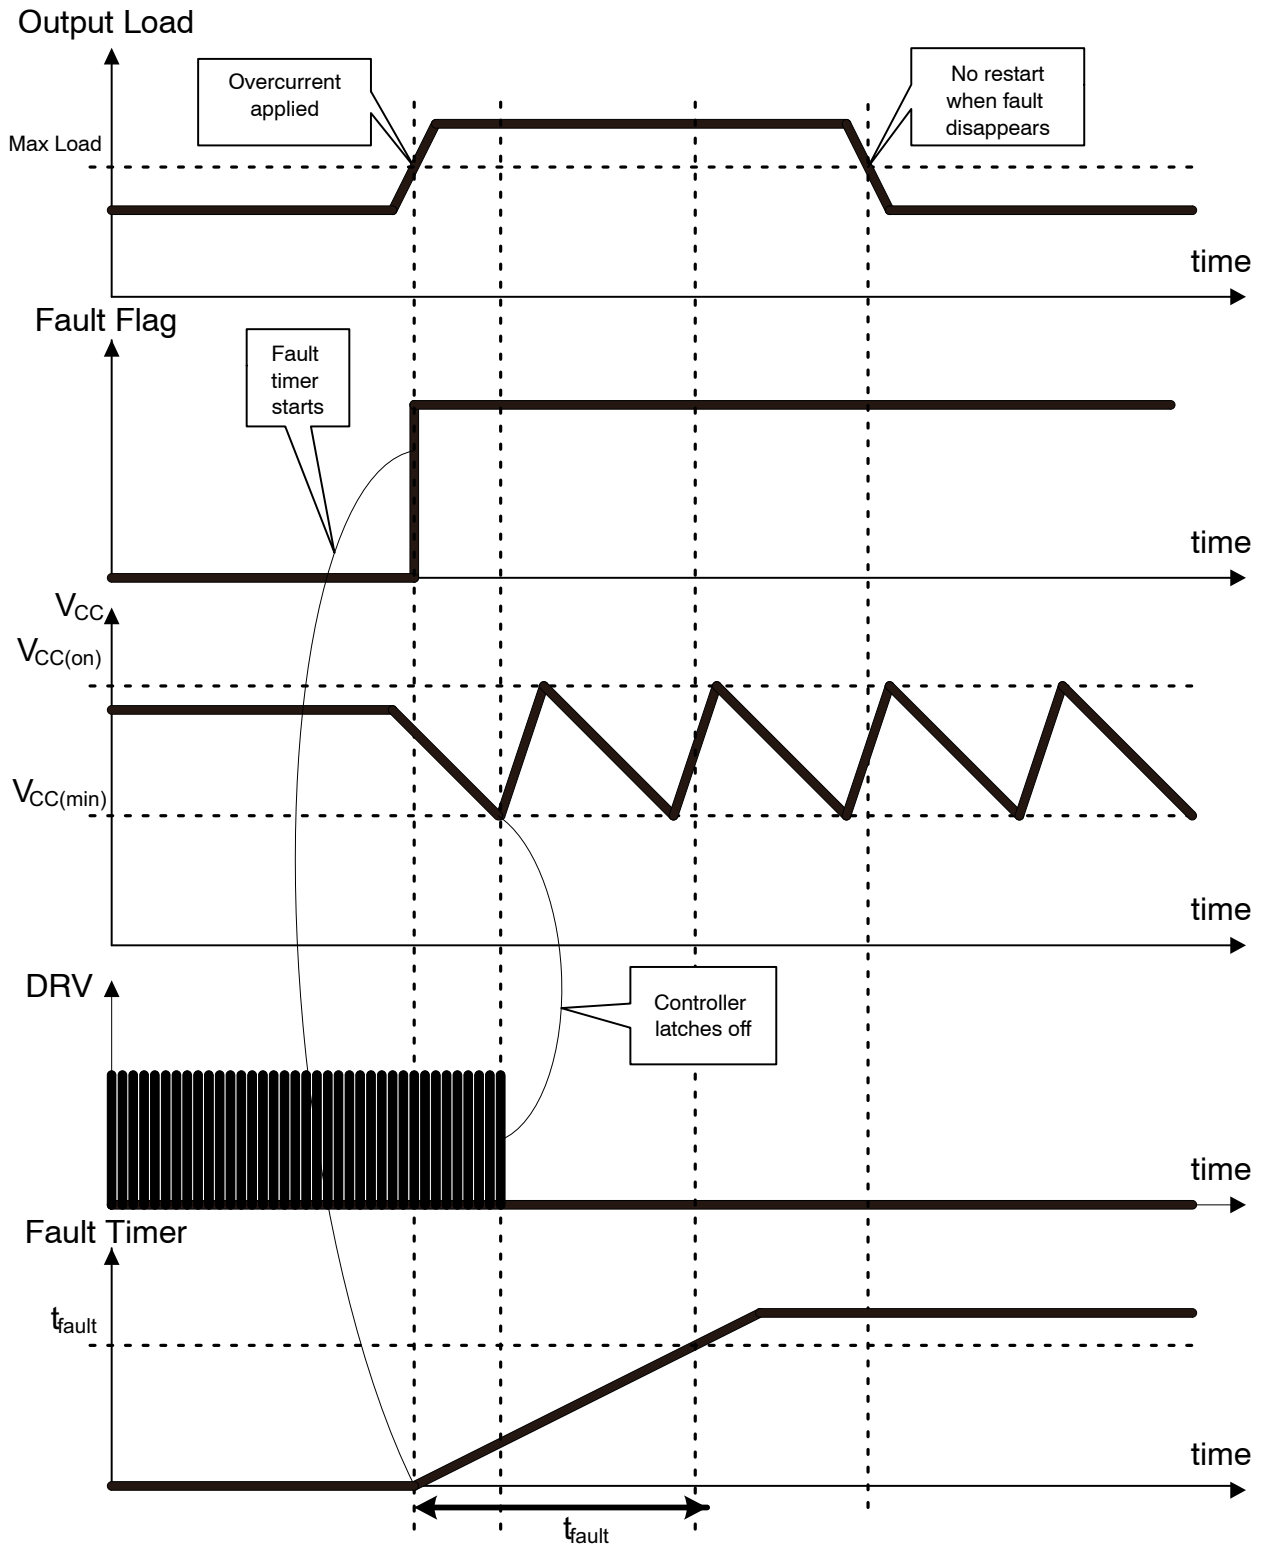 Output Load
Overcurrent
applied
No restart
when fault
disappears
Max Load
time
Fault Flag
Fault
timer
starts
time
VCC
VCC(on)
VCC(min)
time
DRV
Controller
latches off
time
Fault Timer
tfault
time
tfault